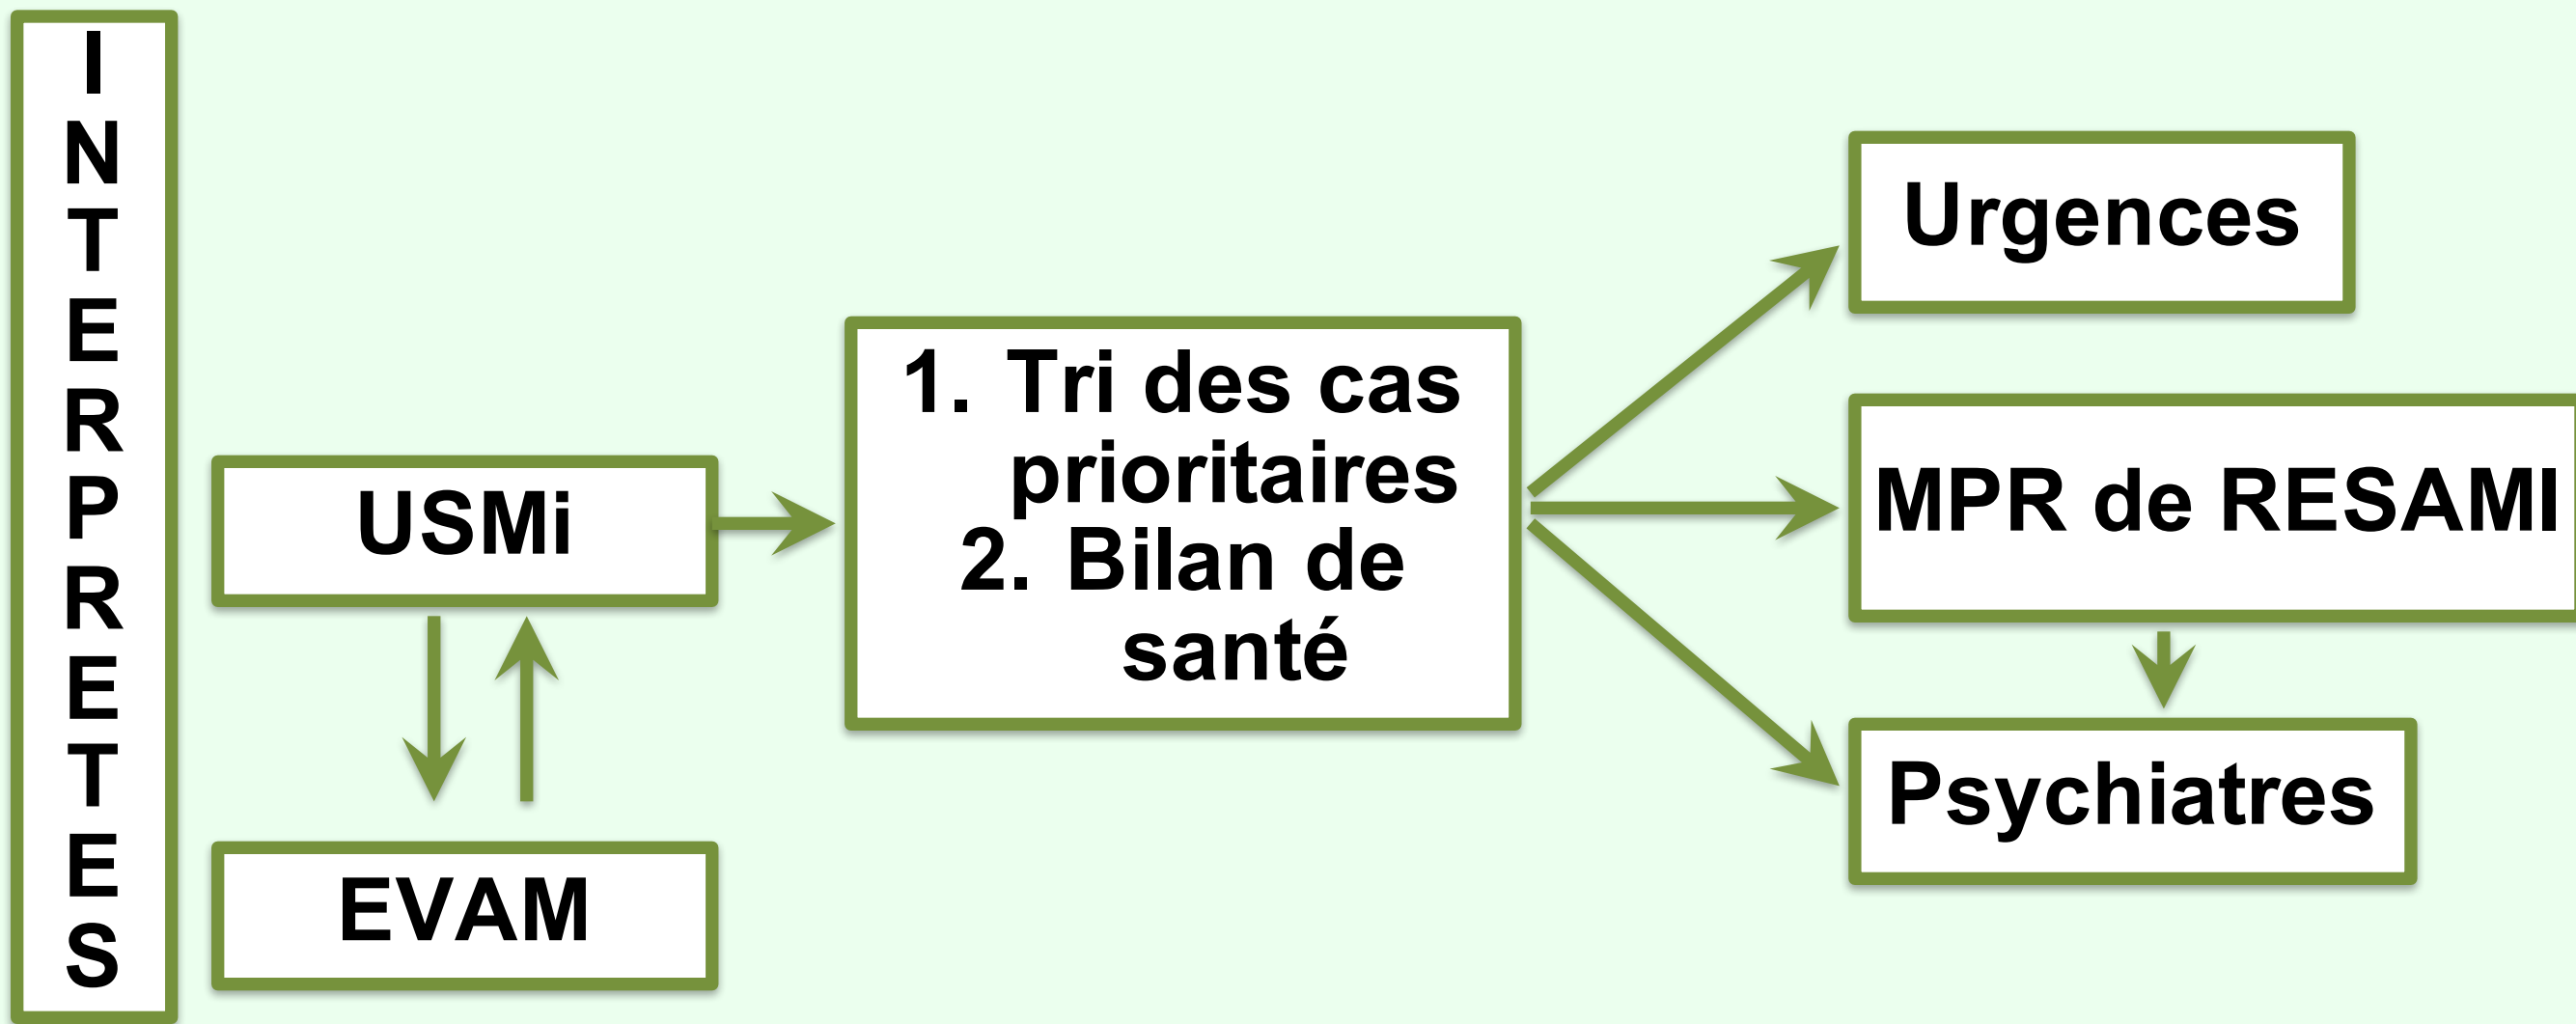 INTERPRETES
USMi
EVAM
1. Tri des cas
prioritaires
2. Bilan de
santé
Urgences
MPR de RESAMI
Psychiatres